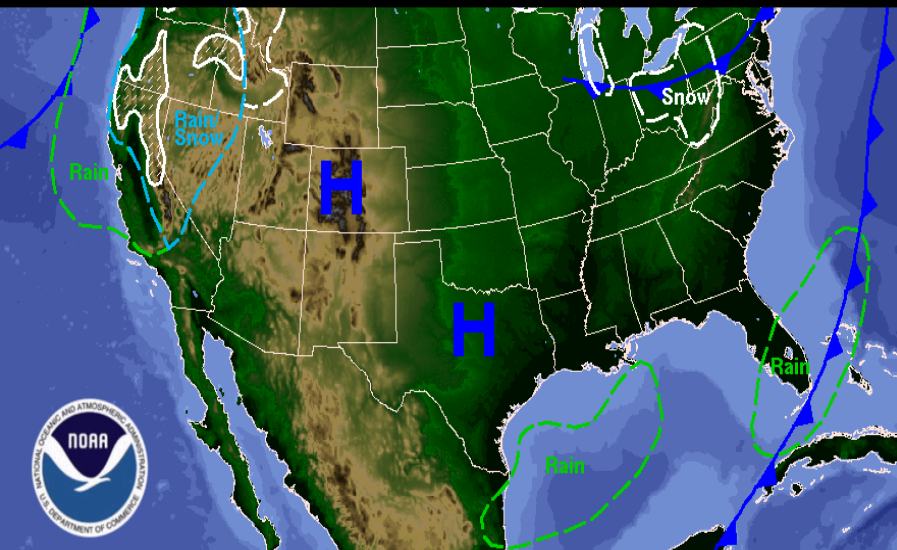 Rain/
Snow
Snow
Rain
H
H
Rain
Rain
NATIONAL OCEANIC AND ATMOSPHERIC ADMINISTRATION
NOAA
U.S. DEPARTMENT OF COMMERCE